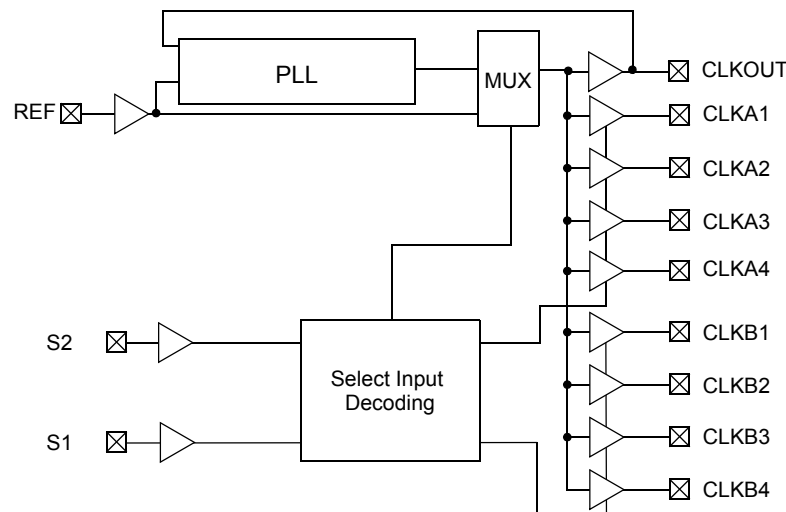 PLL
MUX
REF
CLKOUT
CLKA1
CLKA2
CLKA3
CLKA4
S2
S1
Select Input
Decoding
CLKB1
CLKB2
CLKB3
CLKB4